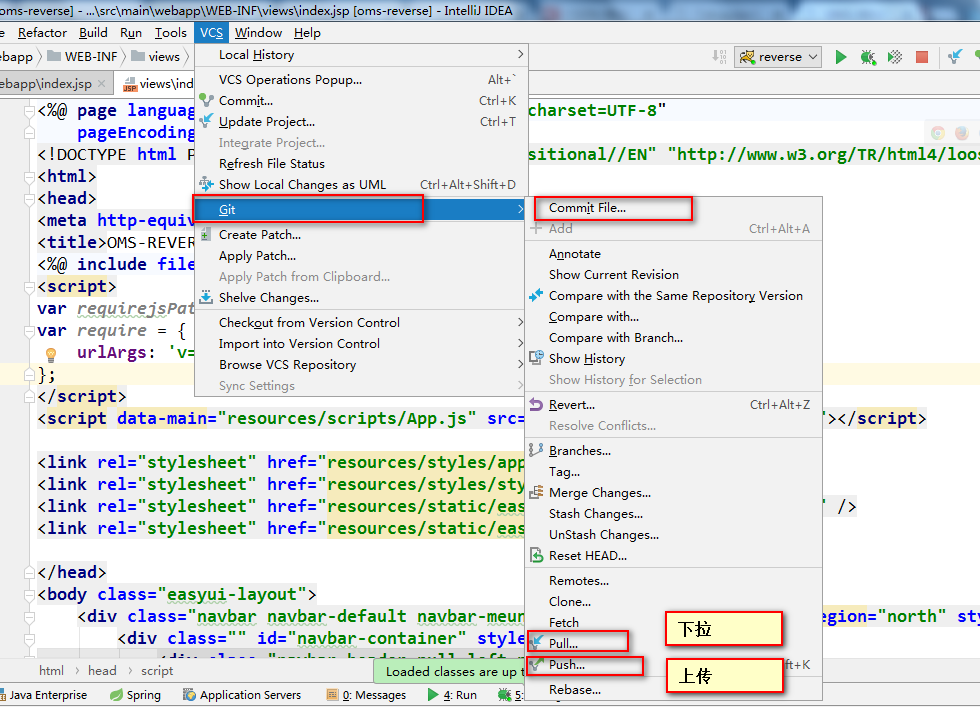 oms-reverse] - ...\src\main\webapp\WEB-INF\views\index.jsp [oms-reverse] - IntelliJ IDEA
e Refactor Build Run Tools VCS Window Help
ebapp WEB-INF views reverse
ebapp\index.jsp views\ind
Local History
VCS Operations Popup... Alt+`
Commit... Ctrl+K
Update Project... Ctrl+T
Integrate Project...
Refresh File Status
Show Local Changes as UML Ctrl+Alt+Shift+D
Git
Create Patch...
Apply Patch...
Apply Patch from Clipboard...
Shelve Changes...
Checkout from Version Control
Import into Version Control
Browse VCS Repository
Sync Settings
Commit File...
Add Ctrl+Alt+A
Annotate
Show Current Revision
Compare with the Same Repository Version
Compare with...
Compare with Branch...
Show History
Show History for Selection
Revert... Ctrl+Alt+Z
Resolve Conflicts...
Branches...
Tag...
Merge Changes...
Stash Changes...
UnStash Changes...
Reset HEAD...
Remotes...
Clone...
Fetch
Pull...
下拉
Push... ft+K
上传
Rebase...
<%@ page languag charset=UTF-8"
pageEncoding
<!DOCTYPE html P sitional//EN" "http://www.w3.org/TR/html4/loos
<html>
<head>
<meta http-equiv
<title>OMS-REVER
<%@ include file
<script>
var requirejsPat
var require = {
urlArgs: 'v=
};
</script>
<script data-main="resources/scripts/App.js" src= "></script>
<link rel="stylesheet" href="resources/styles/app
<link rel="stylesheet" href="resources/styles/sty
<link rel="stylesheet" href="resources/static/eas " />
<link rel="stylesheet" href="resources/static/eas
</head>
<body class="easyui-layout">
<div class="navbar navbar-default navbar-meun egion="north" sty
<div class="" id="navbar-container" style
html head script
Loaded classes are up t
Java Enterprise Spring Application Servers 0: Messages 4: Run 5: